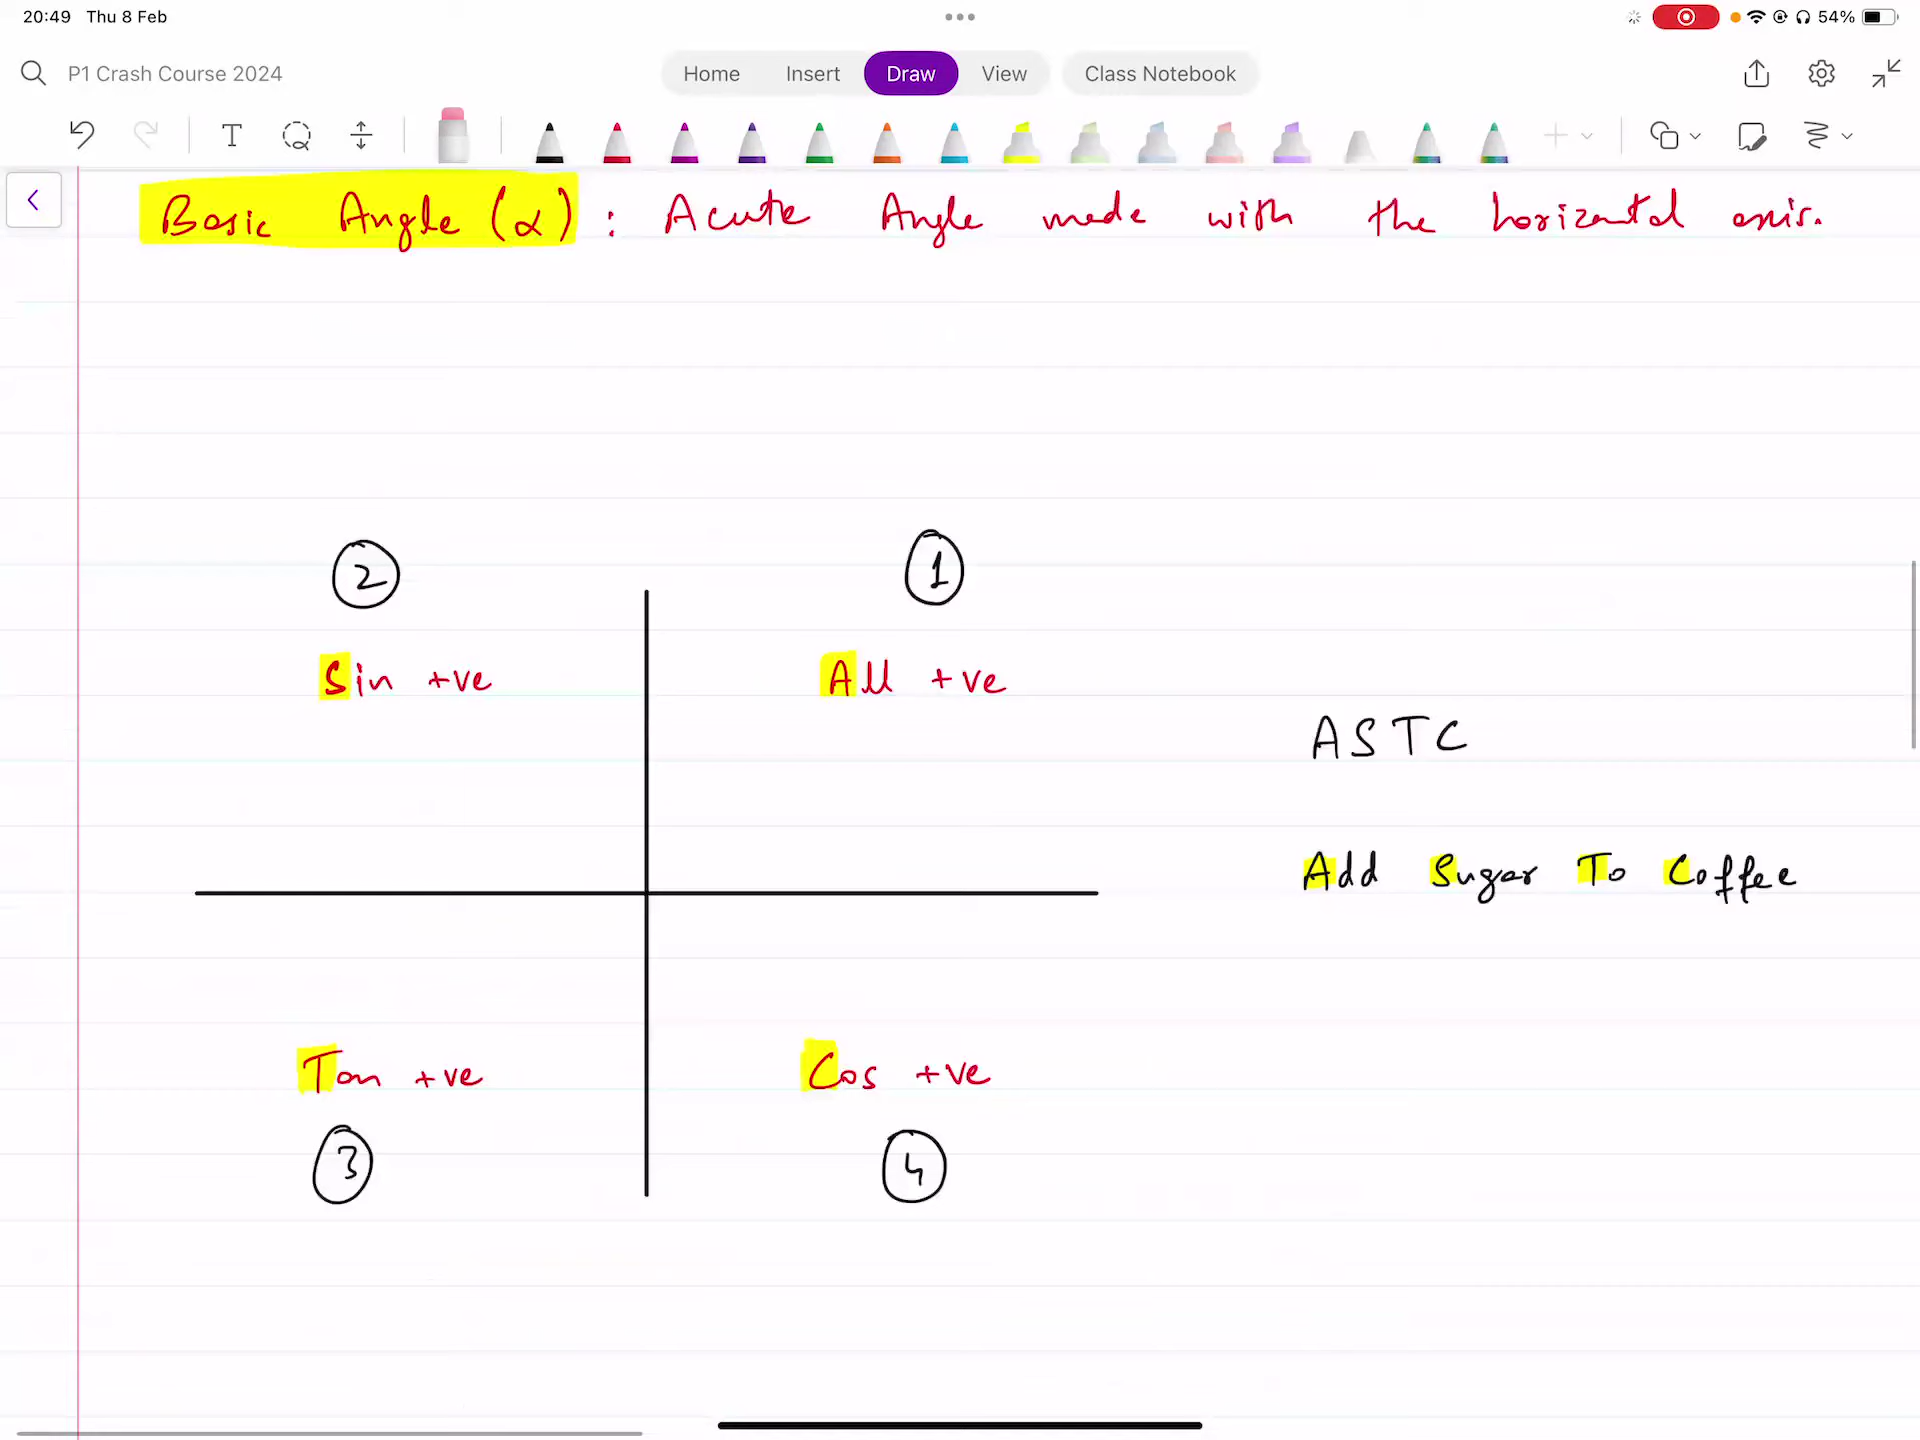 20:49 Thu 8 Feb 54%
P1 Crash Course 2024 Home Insert Draw View Class Notebook
T
Basic Angle (α) : Acute Angle made with the horizontal axis.
2 1
Sin +ve All +ve
ASTC
Add Sugar To Coffee
Tan +ve Cos +ve
3 4